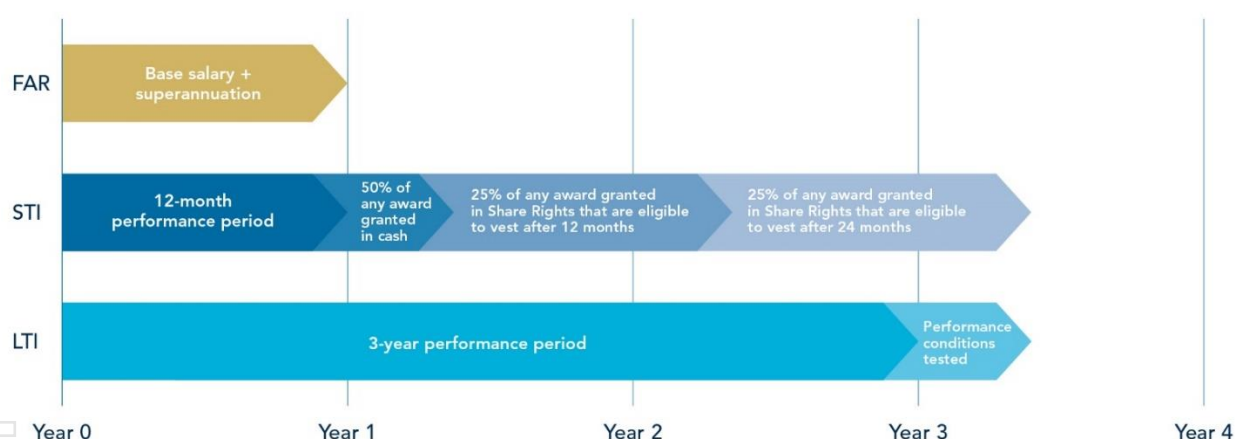 FAR
Base salary +
superannuation
STI
12-month
performance period
50% of
any award
granted
in cash
25% of any award granted
in Share Rights that are eligible
to vest after 12 months
25% of any award granted
in Share Rights that are eligible
to vest after 24 months
LTI
3-year performance period
Performance
conditions
tested
Year 0
Year 1
Year 2
Year 3
Year 4